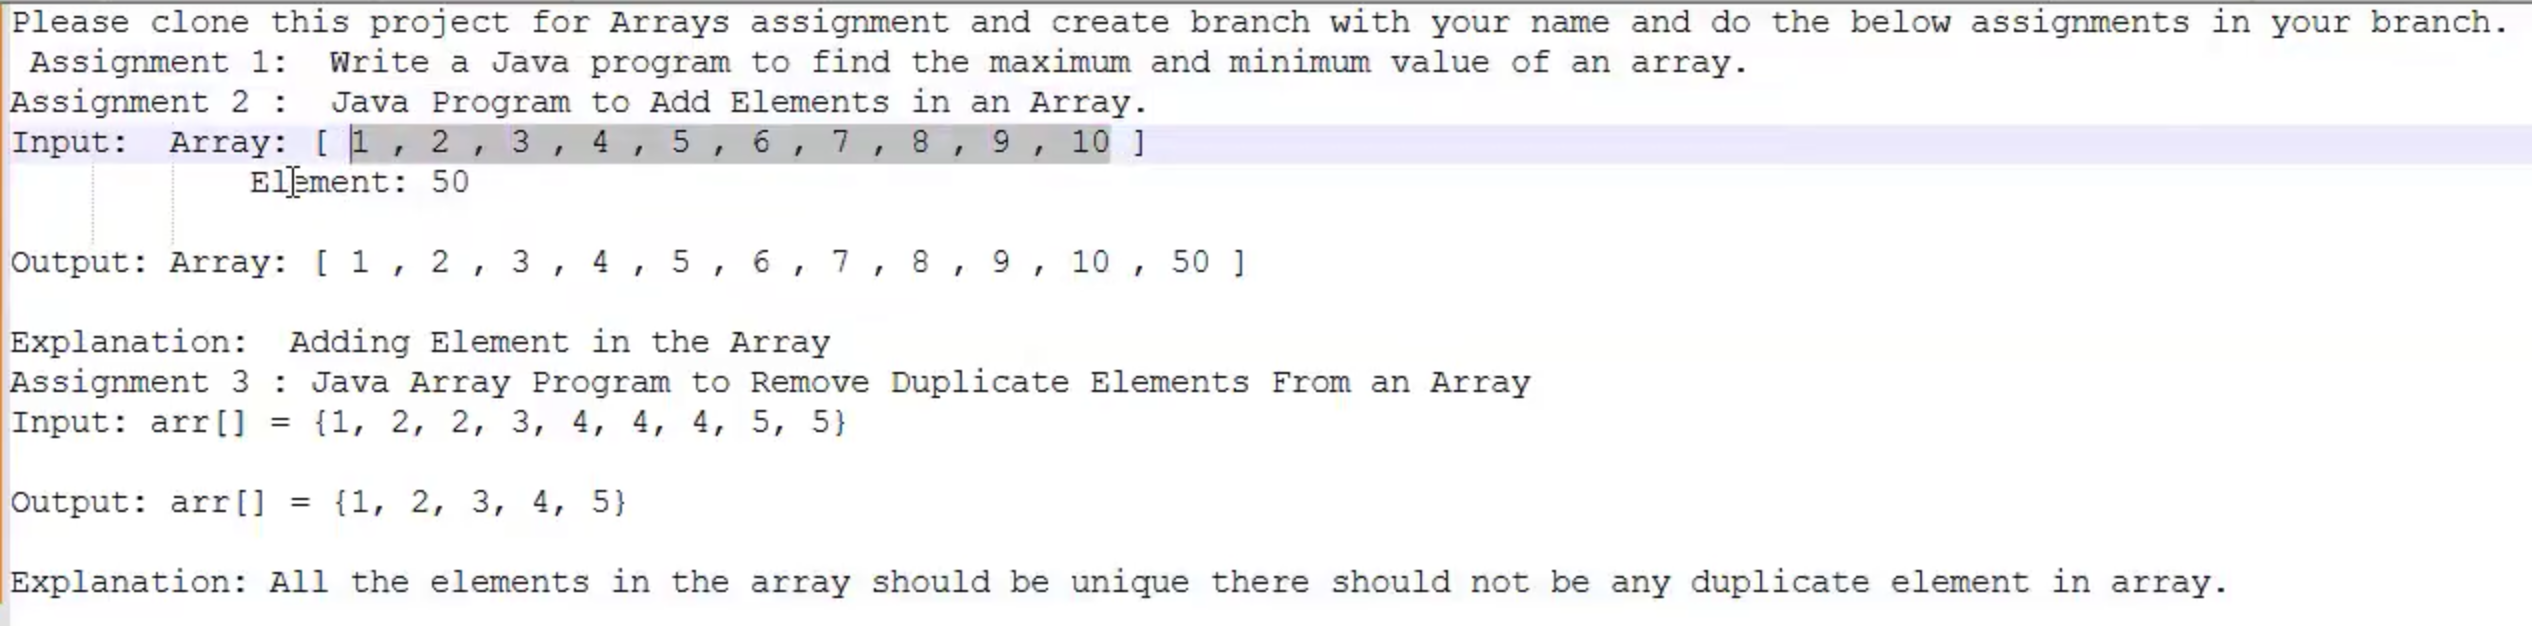 Please clone this project for Arrays assignment and create branch with your name and do the below assignments in your branch.
Assignment 1:  Write a Java program to find the maximum and minimum value of an array.
Assignment 2 :  Java Program to Add Elements in an Array.
Input:  Array: [ 1 , 2 , 3 , 4 , 5 , 6 , 7 , 8 , 9 , 10 ]
Element: 50
Output: Array: [ 1 , 2 , 3 , 4 , 5 , 6 , 7 , 8 , 9 , 10 , 50 ]
Explanation:  Adding Element in the Array
Assignment 3 : Java Array Program to Remove Duplicate Elements From an Array
Input: arr[] = {1, 2, 2, 3, 4, 4, 4, 5, 5}
Output: arr[] = {1, 2, 3, 4, 5}
Explanation: All the elements in the array should be unique there should not be any duplicate element in array.